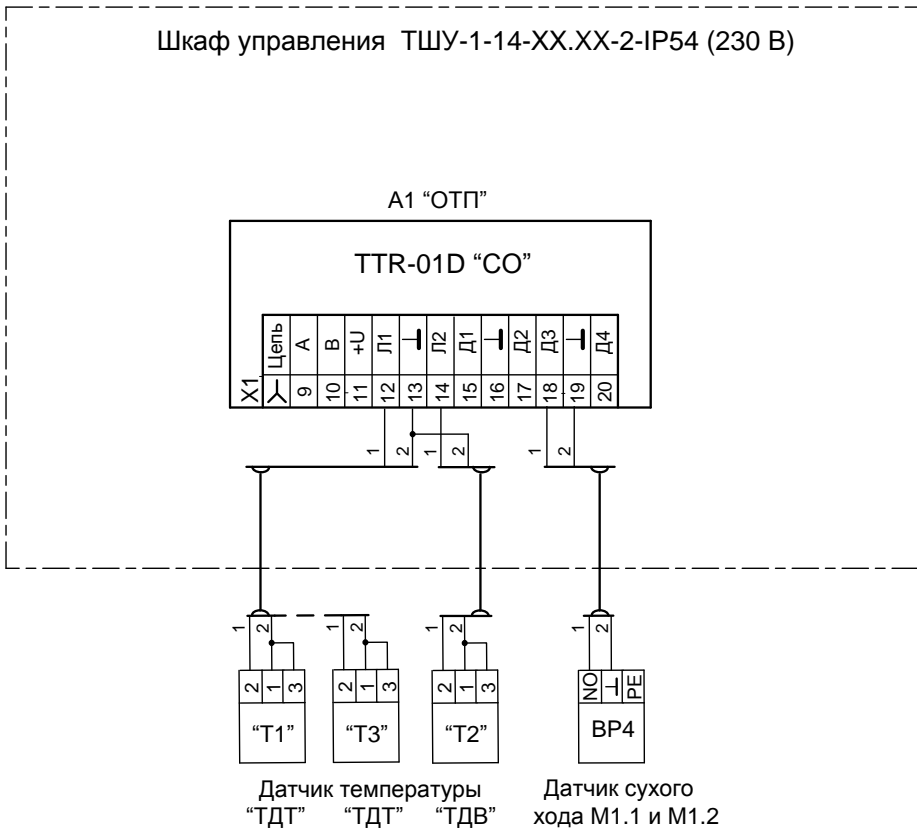 Шкаф управления ТШУ-1-14-XX.XX-2-IP54 (230 В)
А1 “ОТП”
TTR-01D “СО”
X1
Цепь А В +U Л1 ⊥ Л2 Д1 ⊥ Д2 Д3 ⊥ Д4
9 10 11 12 13 14 15 16 17 18 19 20
1 2 1 2 1 2
1 2 1 2 1 2 1 2
2 1 3 2 1 3 2 1 3 NO ⊥ PE
“Т1” “Т3” “Т2” BP4
Датчик температуры Датчик сухого
“ТДТ” “ТДТ” “ТДВ” хода М1.1 и М1.2